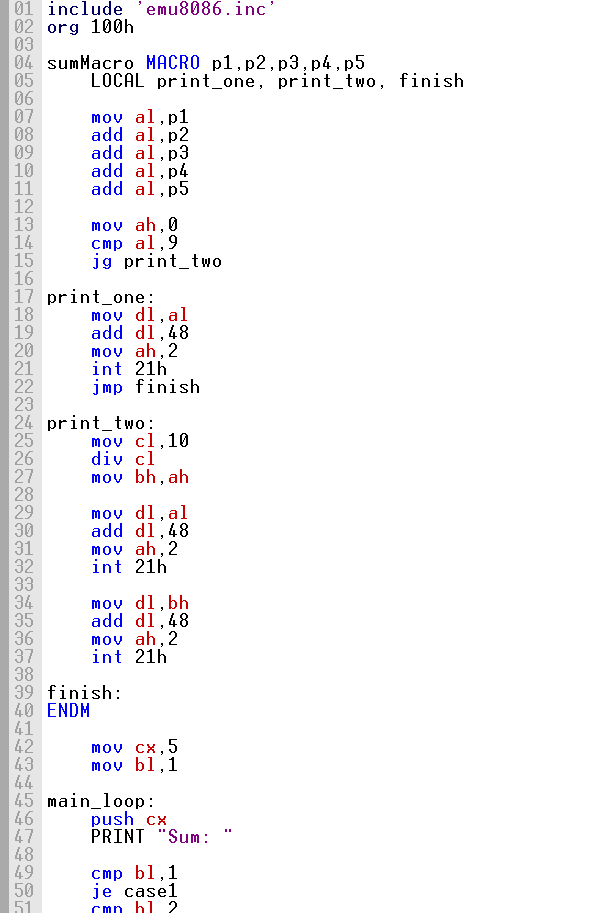 01 include 'emu8086.inc'
02 org 100h
03
04 sumMacro MACRO p1,p2,p3,p4,p5
05     LOCAL print_one, print_two, finish
06
07     mov al,p1
08     add al,p2
09     add al,p3
10     add al,p4
11     add al,p5
12
13     mov ah,0
14     cmp al,9
15     jg print_two
16
17 print_one:
18     mov dl,al
19     add dl,48
20     mov ah,2
21     int 21h
22     jmp finish
23
24 print_two:
25     mov cl,10
26     div cl
27     mov bh,ah
28
29     mov dl,al
30     add dl,48
31     mov ah,2
32     int 21h
33
34     mov dl,bh
35     add dl,48
36     mov ah,2
37     int 21h
38
39 finish:
40 ENDM
41
42     mov cx,5
43     mov bl,1
44
45 main_loop:
46     push cx
47     PRINT "Sum: "
48
49     cmp bl,1
50     je case1
51     cmp bl,2